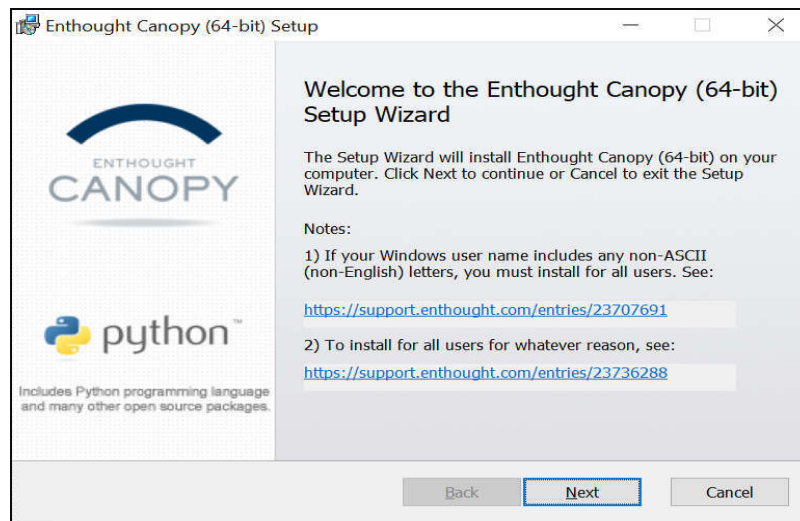 Enthought Canopy (64-bit) Setup
ENTHOUGHT
CANOPY
python™
Includes Python programming language
and many other open source packages.
Welcome to the Enthought Canopy (64-bit)
Setup Wizard
The Setup Wizard will install Enthought Canopy (64-bit) on your
computer. Click Next to continue or Cancel to exit the Setup
Wizard.
Notes:
1) If your Windows user name includes any non-ASCII
(non-English) letters, you must install for all users. See:
https://support.enthought.com/entries/23707691
2) To install for all users for whatever reason, see:
https://support.enthought.com/entries/23736288
Back
Next
Cancel